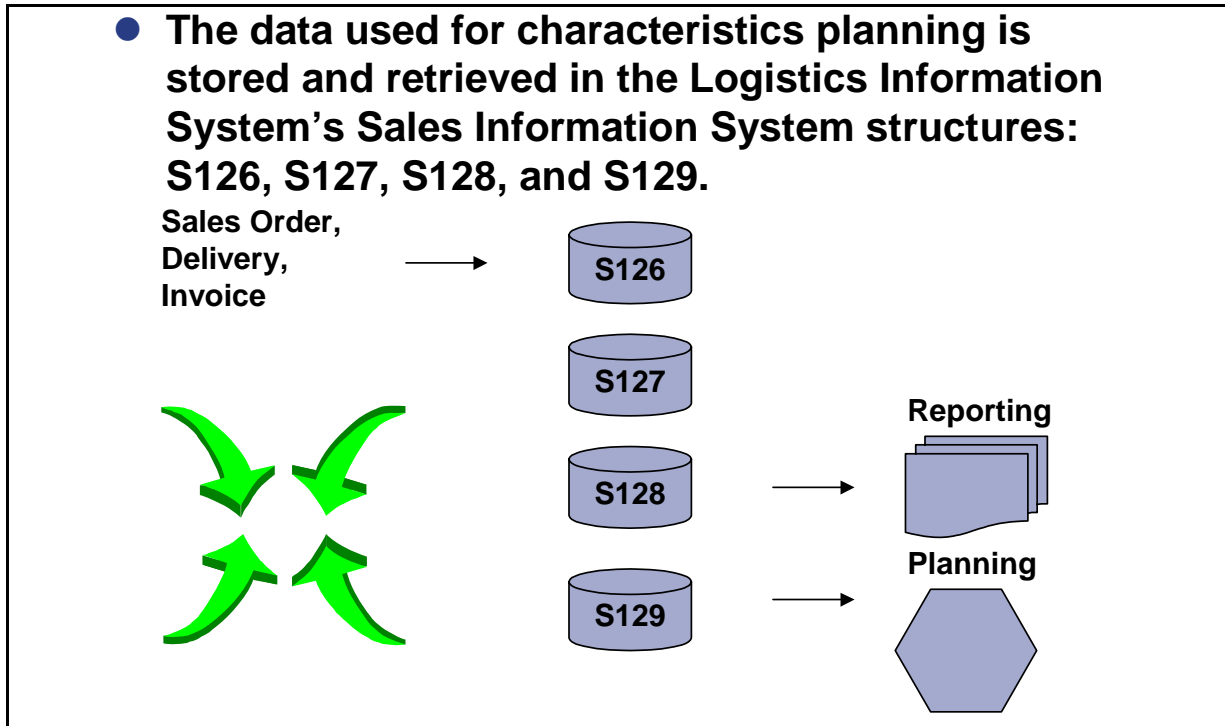 The data used for characteristics planning is
stored and retrieved in the Logistics Information
System’s Sales Information System structures:
S126, S127, S128, and S129.
Sales Order,
Delivery,
Invoice
S126
S127
S128
S129
Reporting
Planning